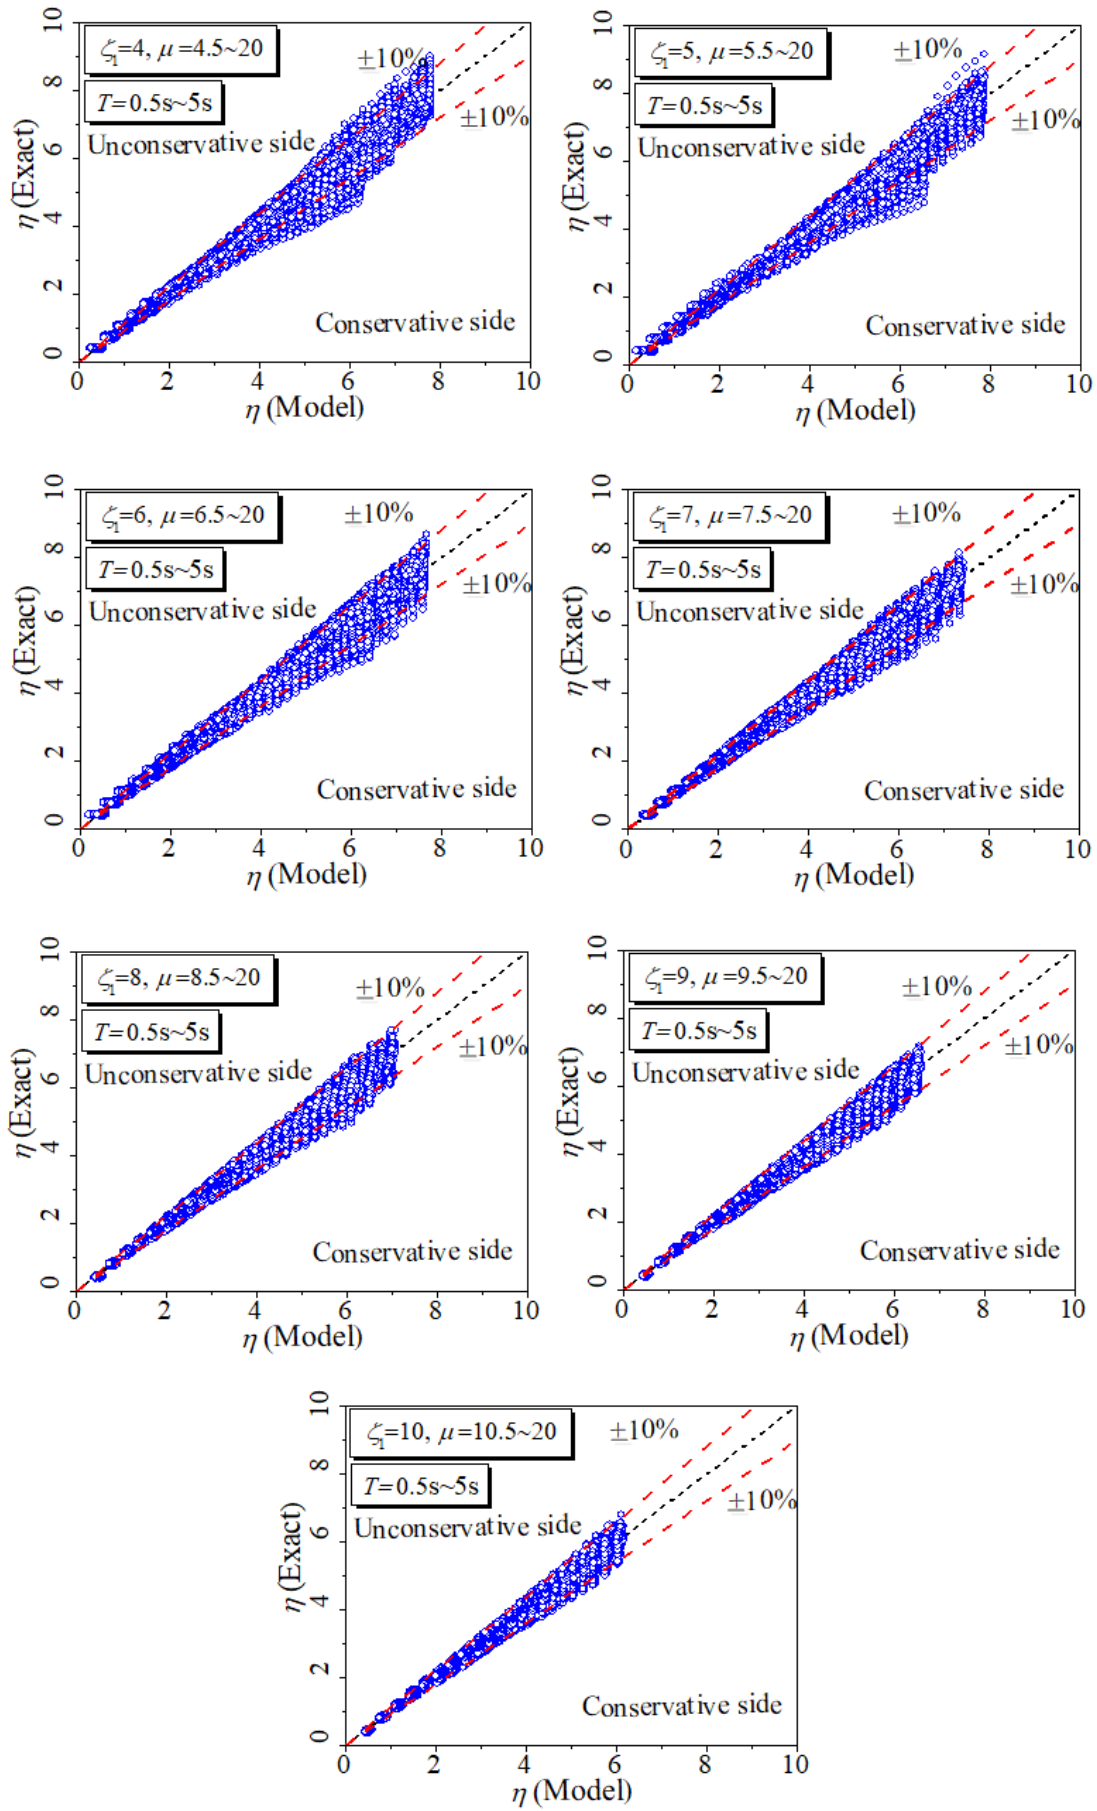 ζ1=4, μ=4.5~20
T=0.5s~5s
±10%
±10%
Unconservative side
Conservative side
η (Exact)
0 2 4 6 8 10
0 2 4 6 8 10
η (Model)
ζ1=5, μ=5.5~20
T=0.5s~5s
±10%
±10%
Unconservative side
Conservative side
η (Exact)
0 2 4 6 8 10
0 2 4 6 8 10
η (Model)
ζ1=6, μ=6.5~20
T=0.5s~5s
±10%
±10%
Unconservative side
Conservative side
η (Exact)
0 2 4 6 8 10
0 2 4 6 8 10
η (Model)
ζ1=7, μ=7.5~20
T=0.5s~5s
±10%
±10%
Unconservative side
Conservative side
η (Exact)
0 2 4 6 8 10
0 2 4 6 8 10
η (Model)
ζ1=8, μ=8.5~20
T=0.5s~5s
±10%
±10%
Unconservative side
Conservative side
η (Exact)
0 2 4 6 8 10
0 2 4 6 8 10
η (Model)
ζ1=9, μ=9.5~20
T=0.5s~5s
±10%
±10%
Unconservative side
Conservative side
η (Exact)
0 2 4 6 8 10
0 2 4 6 8 10
η (Model)
ζ1=10, μ=10.5~20
T=0.5s~5s
±10%
±10%
Unconservative side
Conservative side
η (Exact)
0 2 4 6 8 10
0 2 4 6 8 10
η (Model)